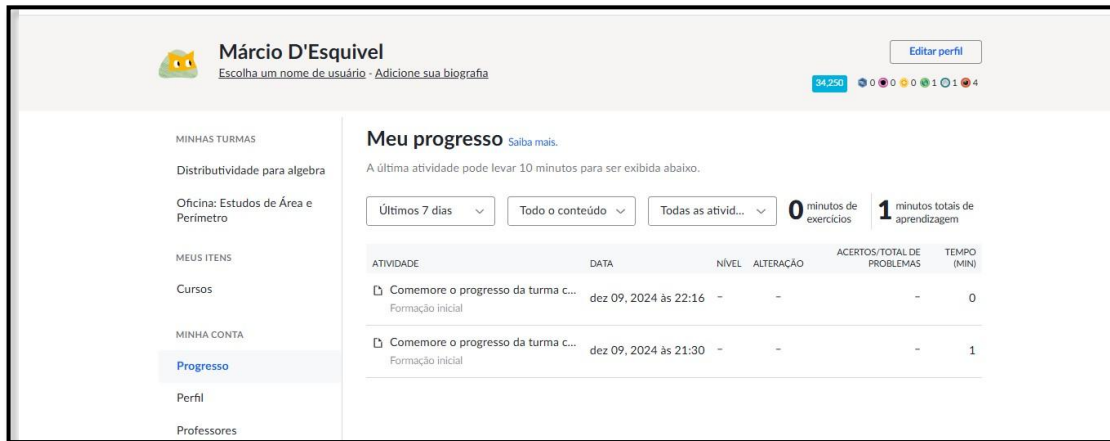 Márcio D'Esquivel
Editar perfil
Escolha um nome de usuário - Adicione sua biografia
34,250 0 0 0 1 1 4
MINHAS TURMAS
Distributividade para algebra
Oficina: Estudos de Área e
Perímetro
MEUS ITENS
Cursos
MINHA CONTA
Progresso
Perfil
Professores
Meu progresso Saiba mais.
A última atividade pode levar 10 minutos para ser exibida abaixo.
Últimos 7 dias
Todo o conteúdo
Todas as ativid...
0 minutos de
exercícios
1 minutos totais de
aprendizagem
ATIVIDADE DATA NÍVEL ALTERAÇÃO ACERTOS/TOTAL DE
PROBLEMAS TEMPO
(MIN)
Comemore o progresso da turma c... dez 09, 2024 às 22:16 – – – 0
Formação inicial
Comemore o progresso da turma c... dez 09, 2024 às 21:30 – – – 1
Formação inicial